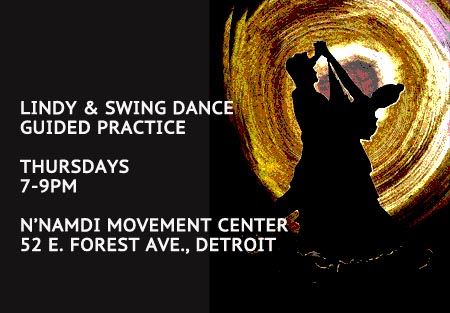 LINDY & SWING DANCE
GUIDED PRACTICE
THURSDAYS
7-9PM
N'NAMDI MOVEMENT CENTER
52 E. FOREST AVE., DETROIT